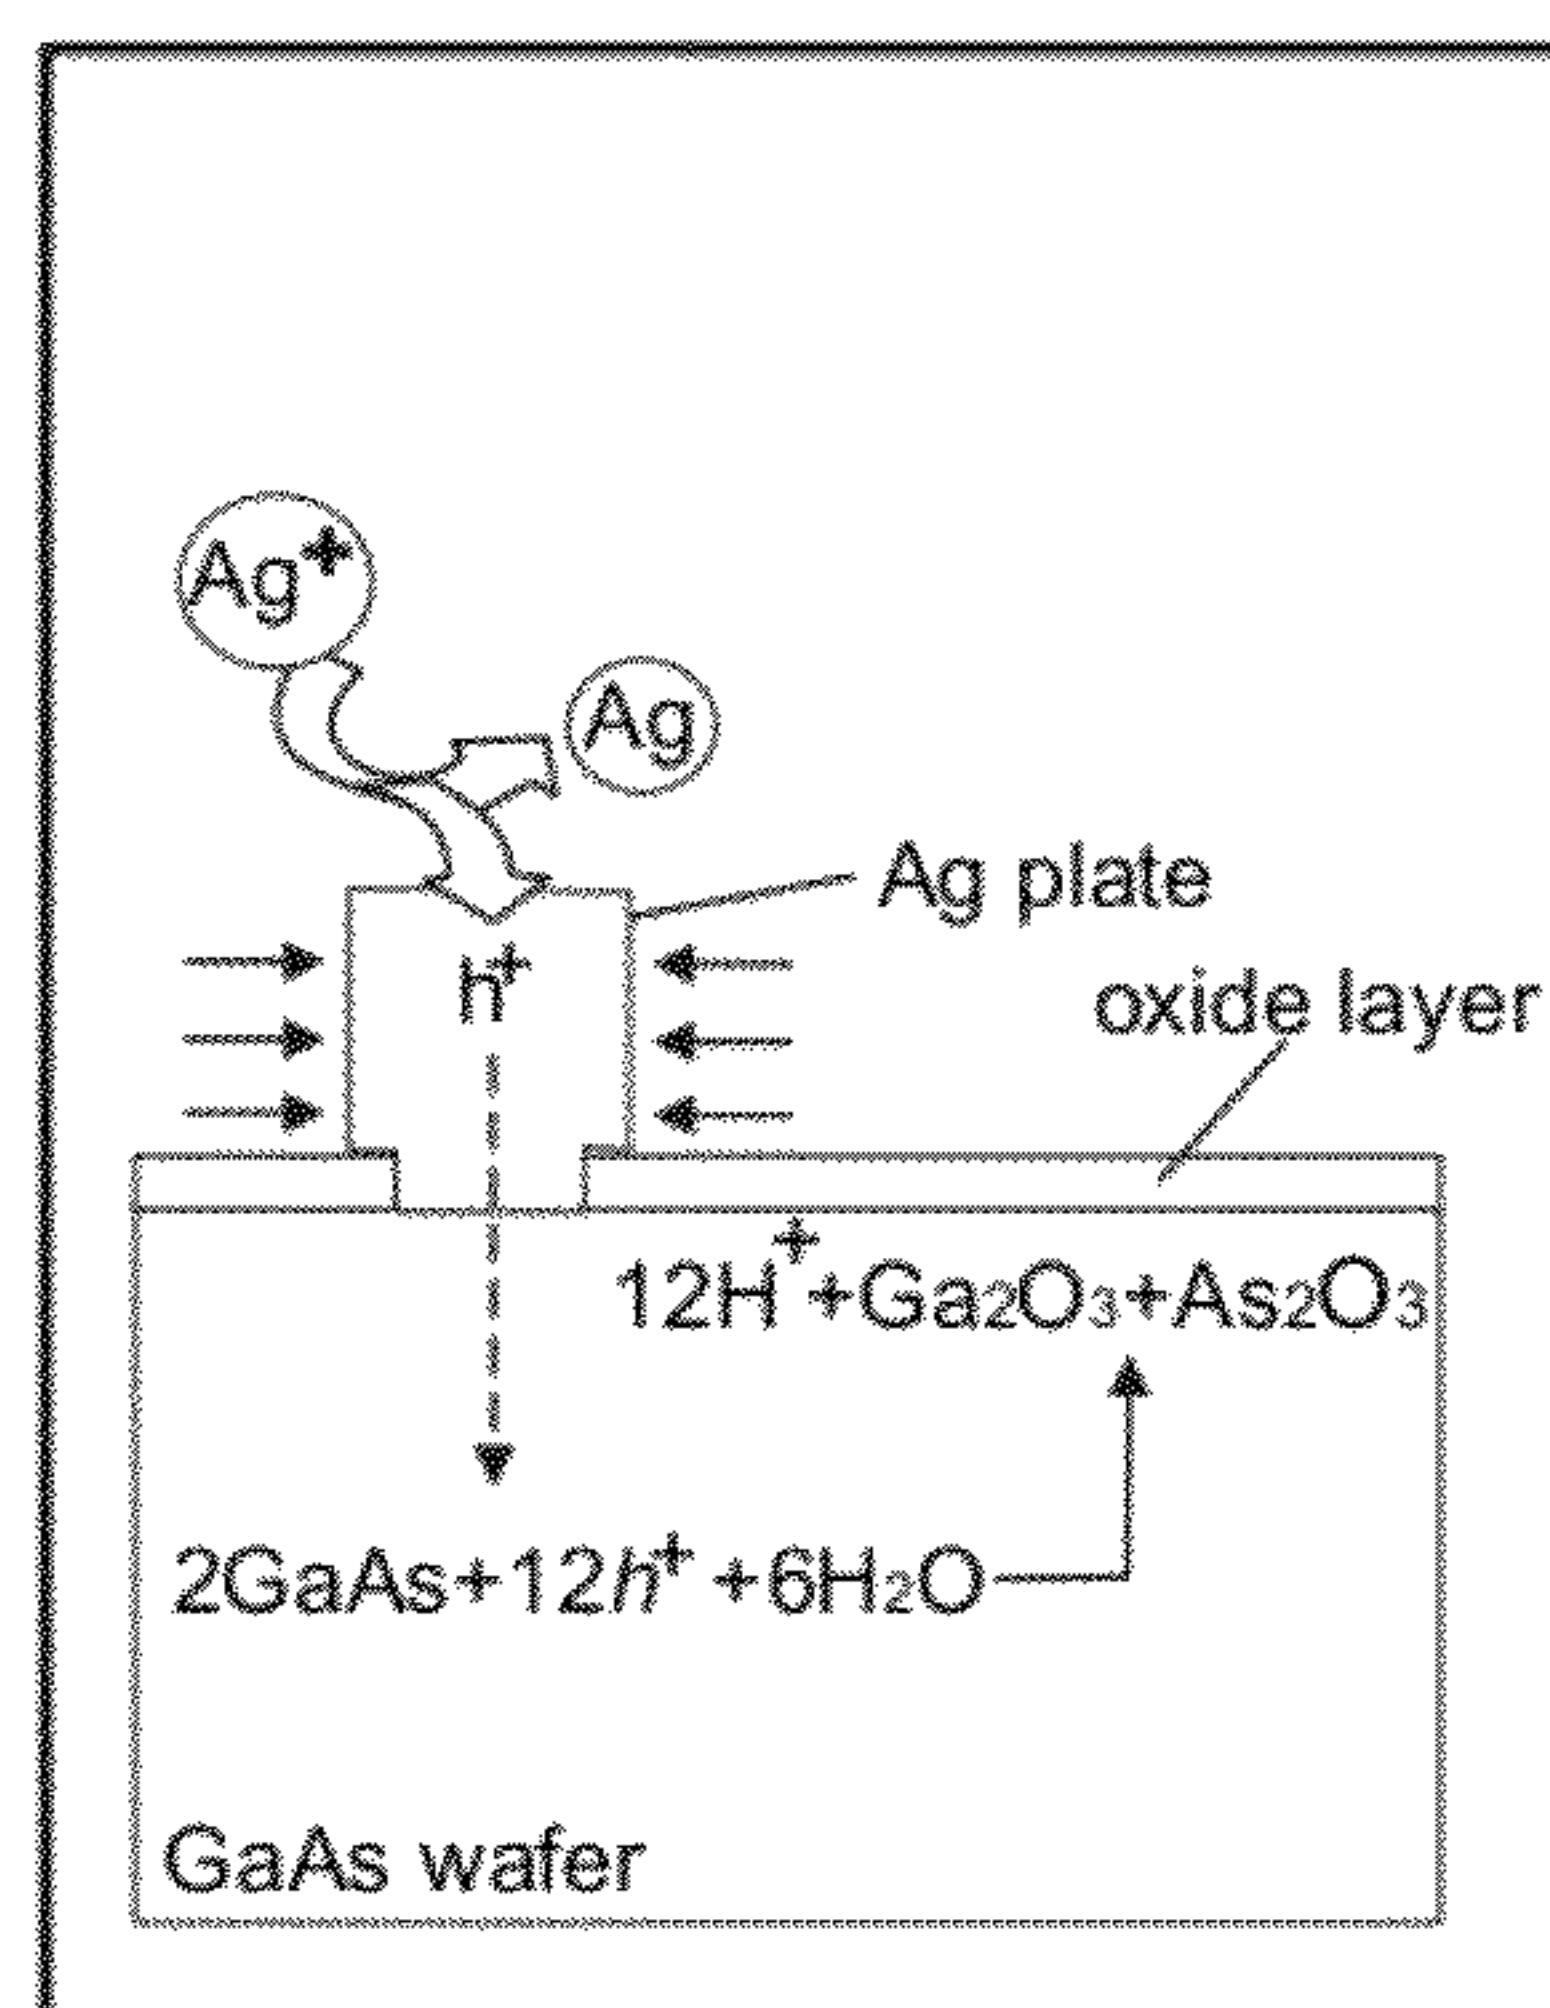 Ag⁺
Ag
Ag plate
h⁺
oxide layer
12H⁺+Ga₂O₃+As₂O₃
2GaAs+12h⁺+6H₂O
GaAs wafer